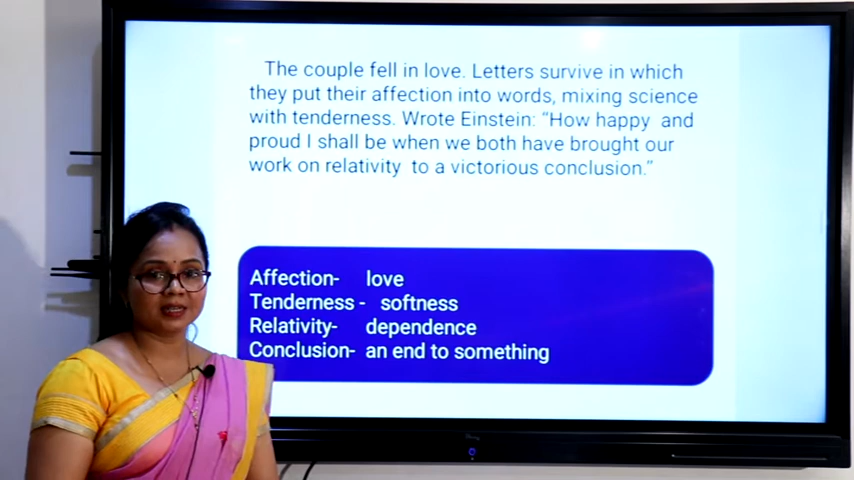 The couple fell in love. Letters survive in which
they put their affection into words, mixing science
with tenderness. Wrote Einstein: “How happy and
proud I shall be when we both have brought our
work on relativity to a victorious conclusion.”
Affection- love
Tenderness - softness
Relativity- dependence
Conclusion- an end to something